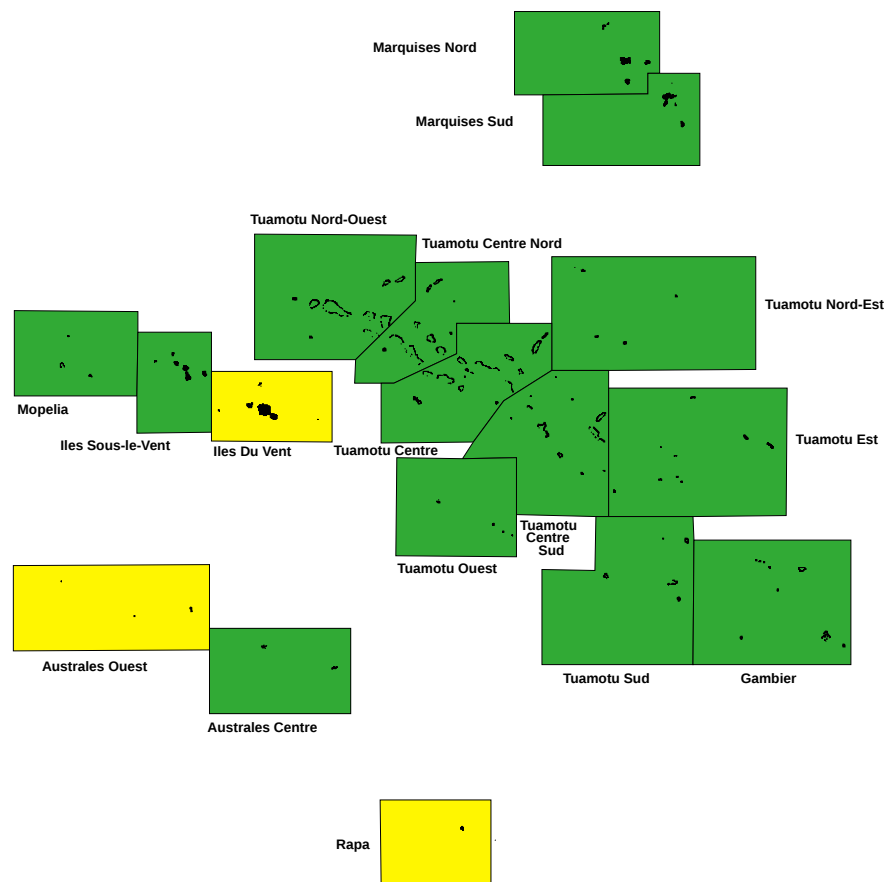 Marquises Nord
Marquises Sud
Tuamotu Nord-Ouest
Tuamotu Centre Nord
Tuamotu Nord-Est
Mopelia
Iles Sous-le-Vent
Iles Du Vent
Tuamotu Centre
Tuamotu Est
Tuamotu
Centre
Sud
Tuamotu Ouest
Australes Ouest
Tuamotu Sud
Gambier
Australes Centre
Rapa